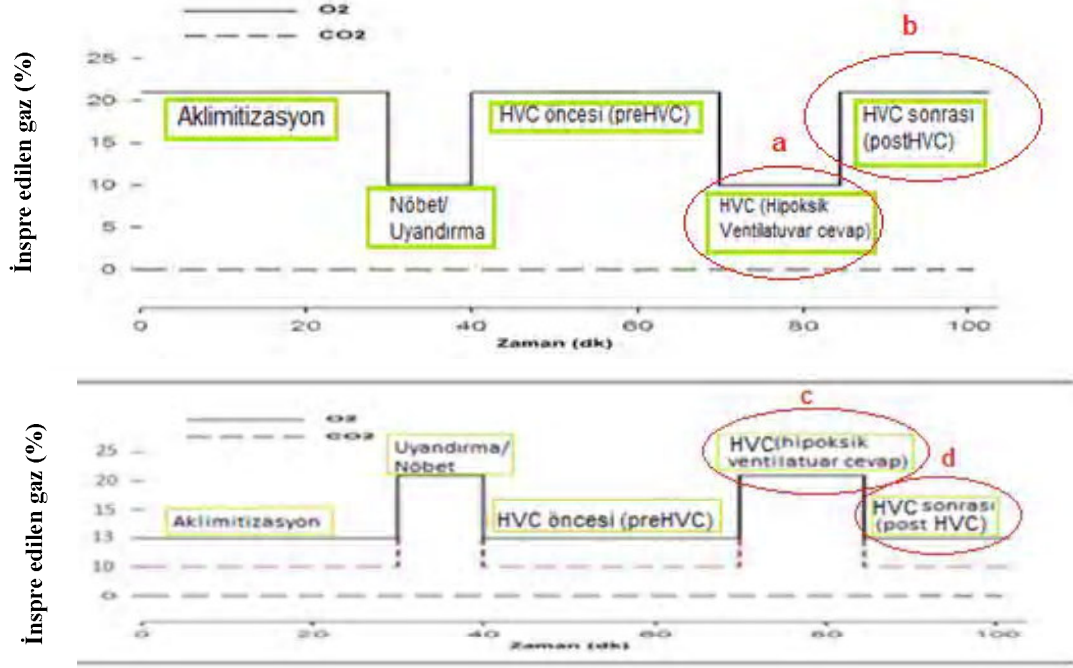 O2
CO2
b
İnspre edilen gaz (%)
25
20
15
10
5
0
Aklimitizasyon
HVC öncesi (preHVC)
HVC sonrası
(postHVC)
a
Nöbet/
Uyandırma
HVC (Hipoksik
Ventilatuvar cevap)
0
20
40
60
80
100
Zaman (dk)
O2
CO2
c
İnspre edilen gaz (%)
25
20
15
13
10
0
Uyandırma/
Nöbet
HVC(hipoksik
ventilatuar cevap)
d
Aklimitizasyon
HVC öncesi (preHVC)
HVC sonrası
(post HVC)
0
20
40
60
80
100
Zaman (dk)